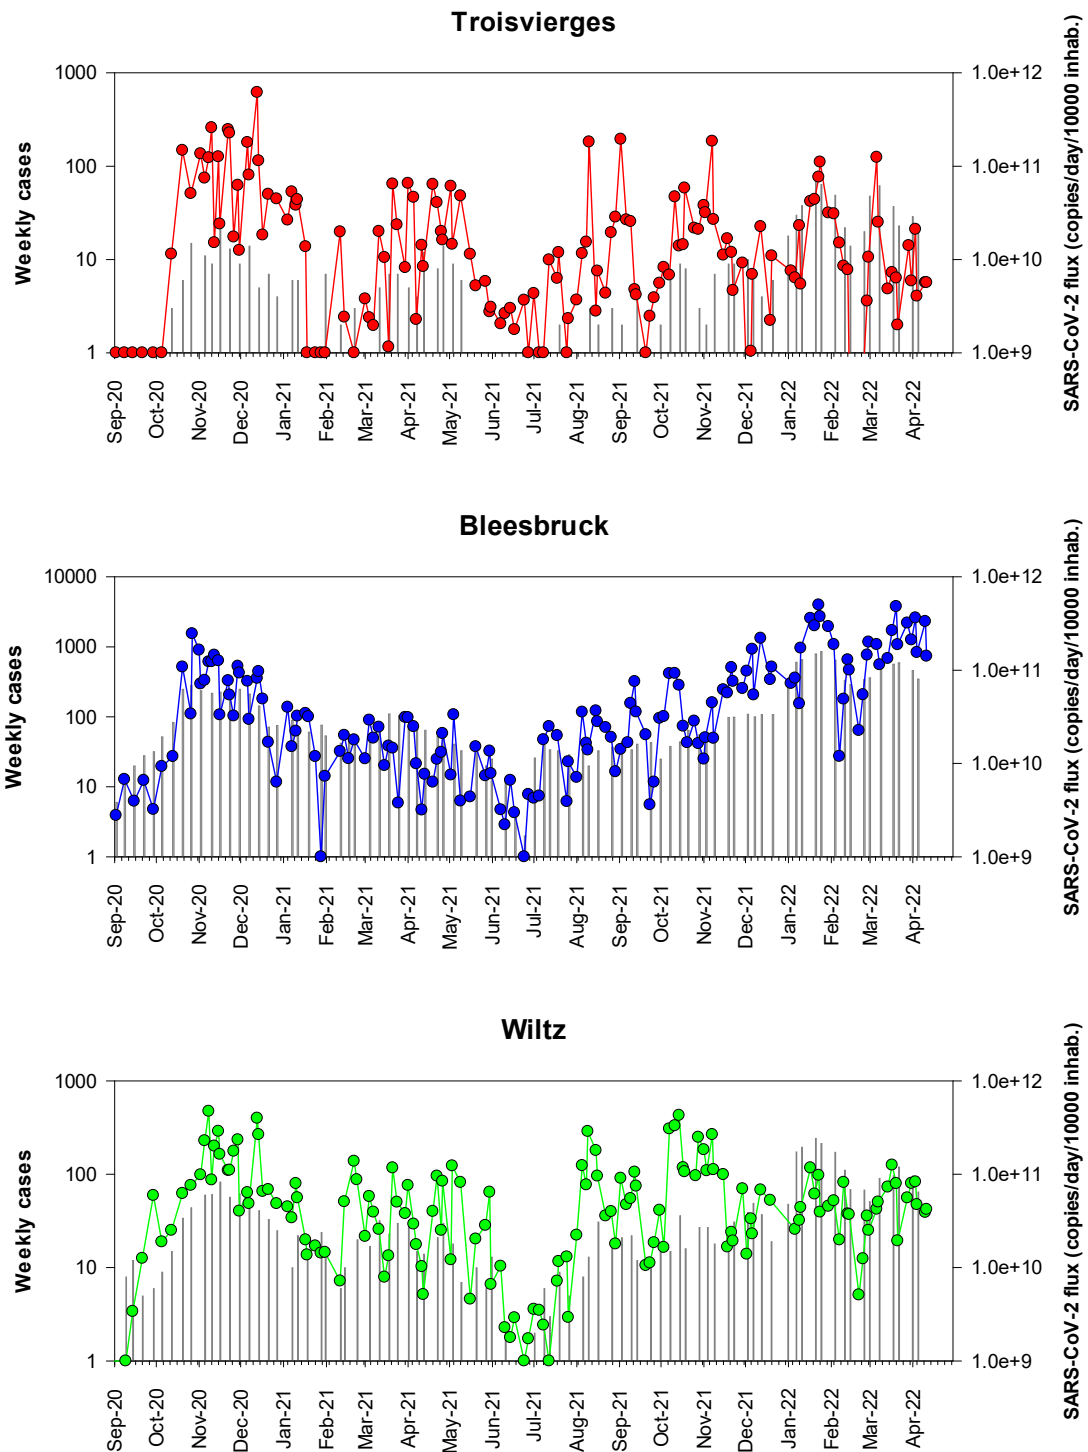 Troisvierges
Weekly cases
1000
100
10
1
1.0e+12
1.0e+11
1.0e+10
1.0e+9
SARS-CoV-2 flux (copies/day/10000 inhab.)
Sep-20
Oct-20
Nov-20
Dec-20
Jan-21
Feb-21
Mar-21
Apr-21
May-21
Jun-21
Jul-21
Aug-21
Sep-21
Oct-21
Nov-21
Dec-21
Jan-22
Feb-22
Mar-22
Apr-22
Bleesbruck
Weekly cases
10000
1000
100
10
1
1.0e+12
1.0e+11
1.0e+10
1.0e+9
SARS-CoV-2 flux (copies/day/10000 inhab.)
Sep-20
Oct-20
Nov-20
Dec-20
Jan-21
Feb-21
Mar-21
Apr-21
May-21
Jun-21
Jul-21
Aug-21
Sep-21
Oct-21
Nov-21
Dec-21
Jan-22
Feb-22
Mar-22
Apr-22
Wiltz
Weekly cases
1000
100
10
1
1.0e+12
1.0e+11
1.0e+10
1.0e+9
SARS-CoV-2 flux (copies/day/10000 inhab.)
Sep-20
Oct-20
Nov-20
Dec-20
Jan-21
Feb-21
Mar-21
Apr-21
May-21
Jun-21
Jul-21
Aug-21
Sep-21
Oct-21
Nov-21
Dec-21
Jan-22
Feb-22
Mar-22
Apr-22